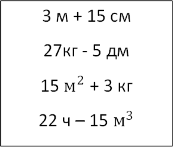 3 м + 15 см
27кг - 5 дм
15 м² + 3 кг
22 ч – 15 м³